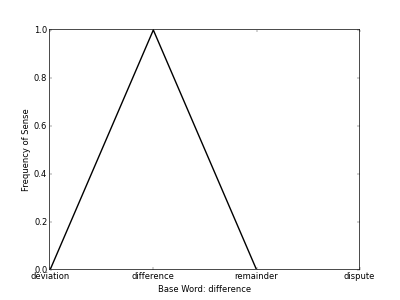 1.0
0.8
0.6
0.4
0.2
0.0
Frequency of Sense
deviation difference remainder dispute
Base Word: difference